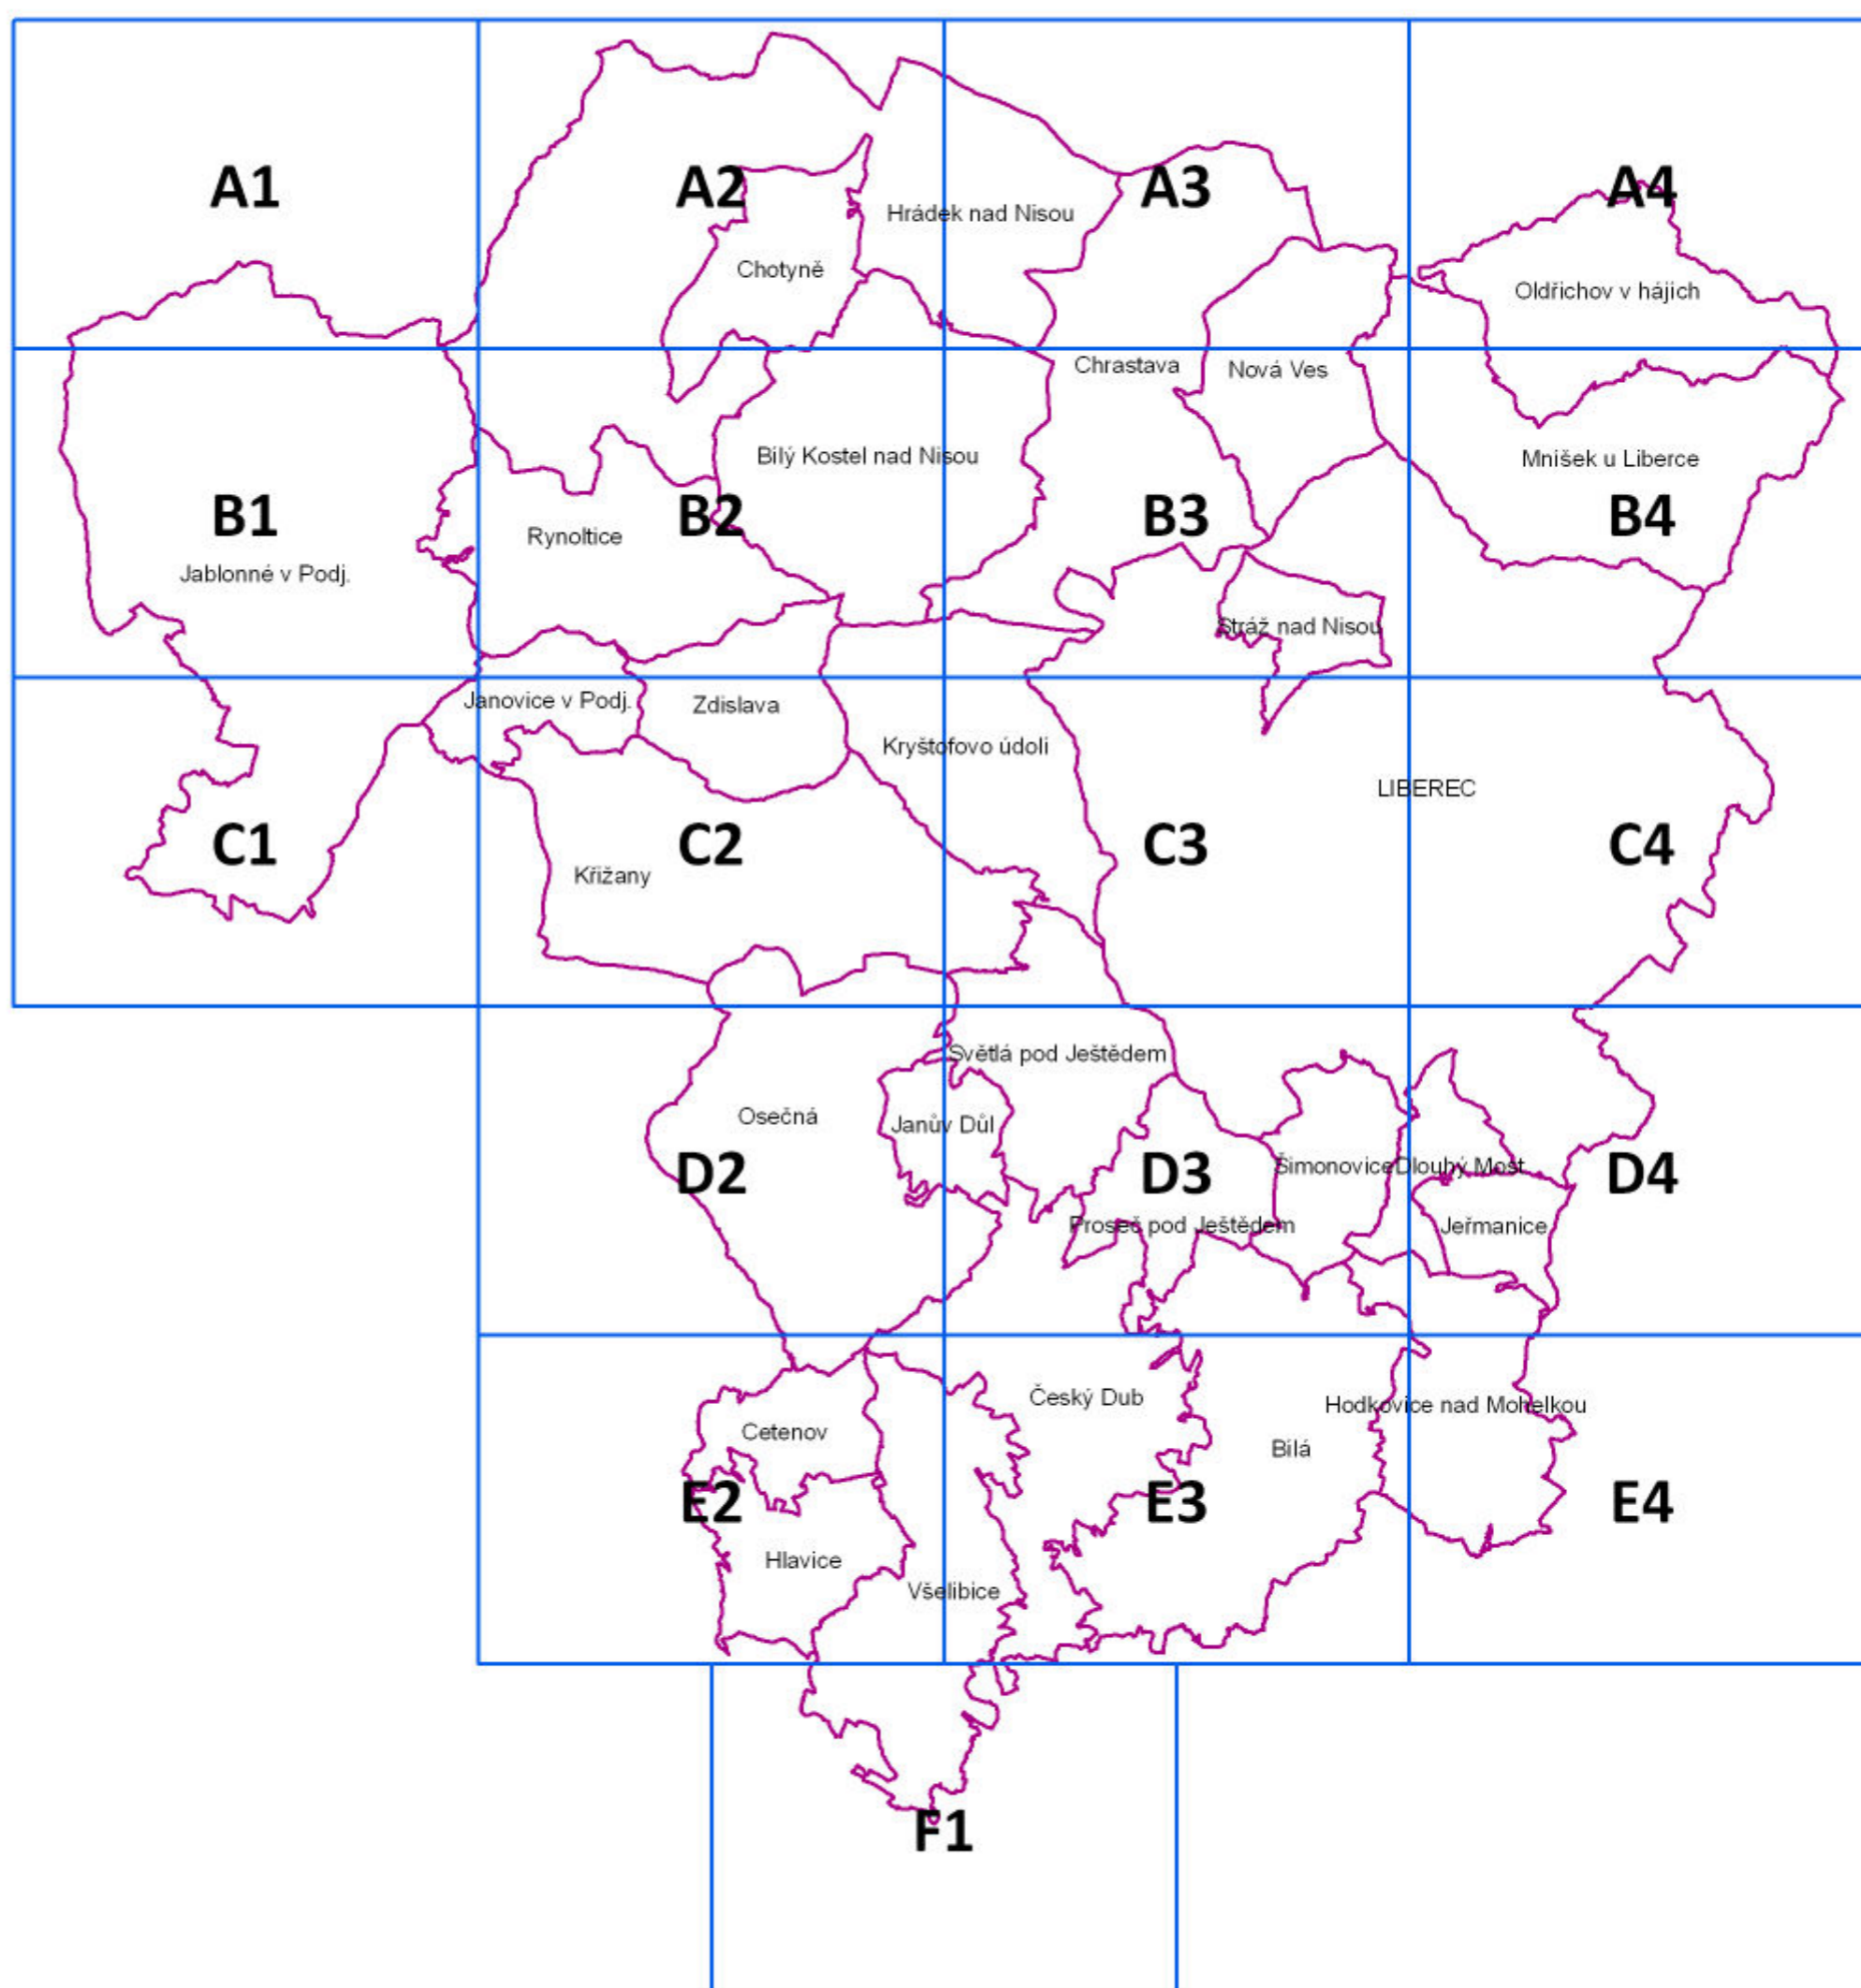 A1
A2
A3
A4
Hrádek nad Nisou
Chotyně
Oldřichov v hájích
Chrastava
Nová Ves
Bílý Kostel nad Nisou
Mníšek u Liberce
B1
B2
B3
B4
Rynoltice
Jablonné v Podj.
Stráž nad Nisou
Janovice v Podj.
Zdislava
Kryštofovo údolí
LIBEREC
C1
C2
C3
C4
Křižany
Světlá pod Ještědem
Osečná
Janův Důl
D2
D3
D4
Šimonovice
Dlouhý Most
Proseč pod Ještědem
Jeřmanice
Český Dub
Hodkovice nad Mohelkou
Cetenov
Bílá
E2
E3
E4
Hlavice
Všelibice
F1